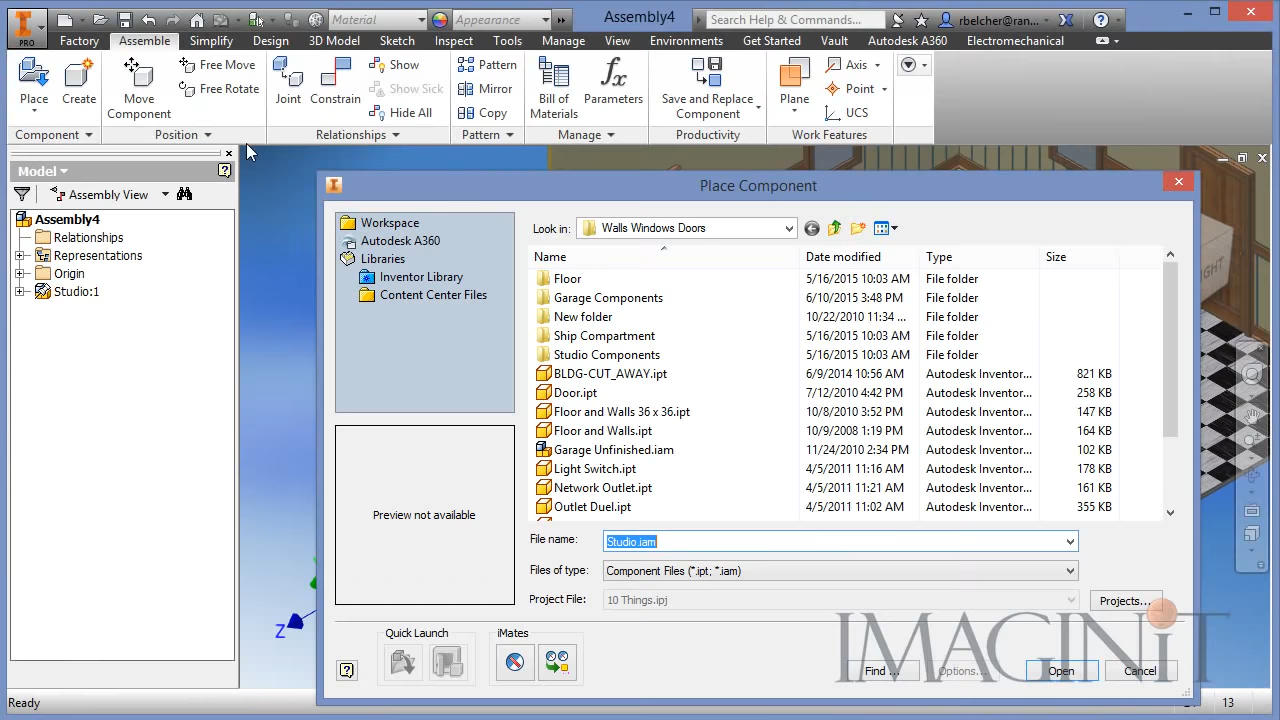 Material
Appearance
Assembly4
Search Help & Commands...
rbelcher@ran...
PRO
Factory Assemble Simplify Design 3D Model Sketch Inspect Tools Manage View Environments Get Started Vault Autodesk A360 Electromechanical
Place
Create
Move
Component
Free Move
Free Rotate
Joint
Constrain
Show
Show Sick
Hide All
Pattern
Mirror
Copy
Bill of
Materials
Parameters
Save and Replace
Component
Plane
Axis
Point
UCS
Component Position Relationships Pattern Manage Productivity Work Features
Model
Assembly View
Assembly4
Relationships
Representations
Origin
Studio:1
Place Component
Workspace
Autodesk A360
Libraries
Inventor Library
Content Center Files
Preview not available
Look in: Walls Windows Doors
Name Date modified Type Size
Floor 5/16/2015 10:03 AM File folder
Garage Components 6/10/2015 3:48 PM File folder
New folder 10/22/2010 11:34 ... File folder
Ship Compartment 5/16/2015 10:03 AM File folder
Studio Components 5/16/2015 10:03 AM File folder
BLDG-CUT_AWAY.ipt 6/9/2014 10:56 AM Autodesk Inventor... 821 KB
Door.ipt 7/12/2010 4:42 PM Autodesk Inventor... 258 KB
Floor and Walls 36 x 36.ipt 10/8/2010 3:52 PM Autodesk Inventor... 147 KB
Floor and Walls.ipt 10/9/2008 1:19 PM Autodesk Inventor... 164 KB
Garage Unfinished.iam 11/24/2010 2:34 PM Autodesk Inventor... 102 KB
Light Switch.ipt 4/5/2011 11:16 AM Autodesk Inventor... 178 KB
Network Outlet.ipt 4/5/2011 11:21 AM Autodesk Inventor... 161 KB
Outlet Duel.ipt 4/5/2011 11:02 AM Autodesk Inventor... 355 KB
File name: Studio.iam
Files of type: Component Files (*.ipt; *.iam)
Project File: 10 Things.ipj
Projects...
Quick Launch
iMates
Find ...
Options...
Open
Cancel
IMAGINiT
Z
Ready
13